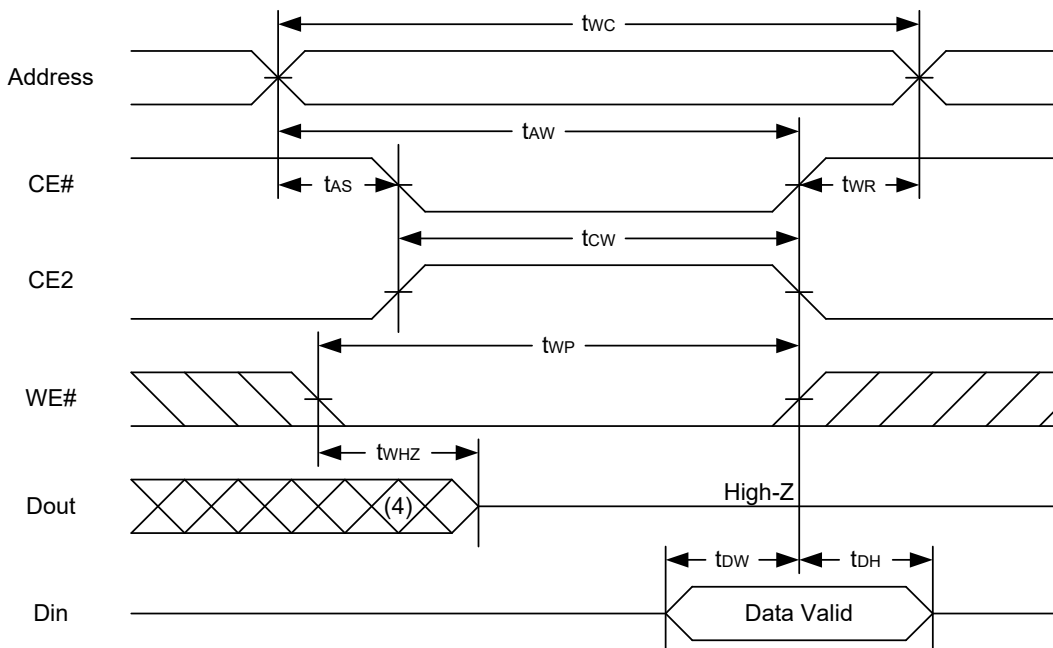 tWC
Address
tAW
CE#
tAS
tWR
tCW
CE2
tWP
WE#
tWHZ
Dout
(4)
High-Z
tDW
tDH
Din
Data Valid